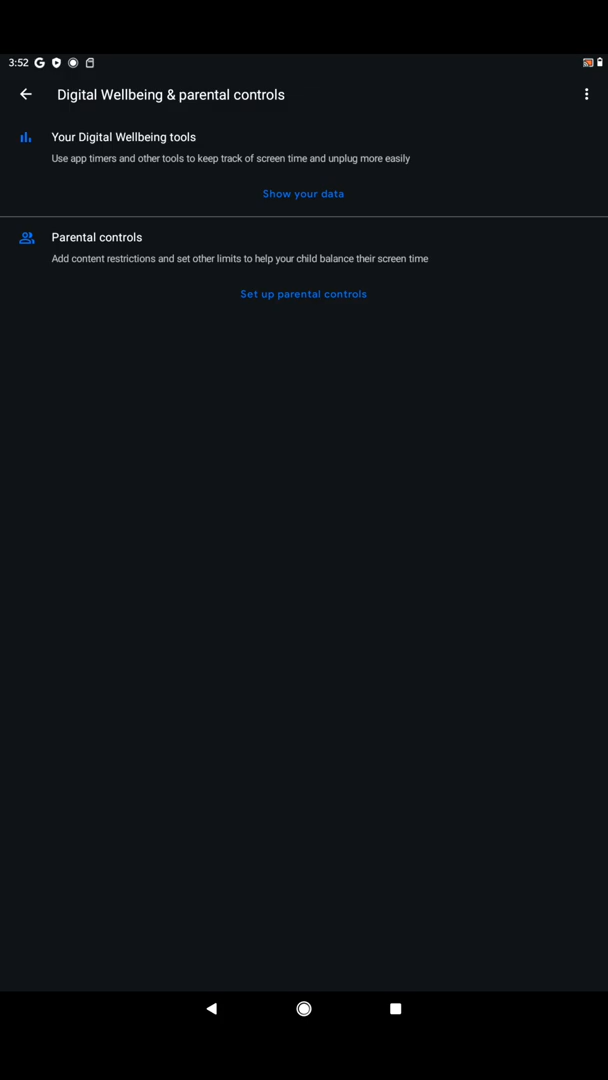 3:52
Digital Wellbeing & parental controls
Your Digital Wellbeing tools
Use app timers and other tools to keep track of screen time and unplug more easily
Show your data
Parental controls
Add content restrictions and set other limits to help your child balance their screen time
Set up parental controls